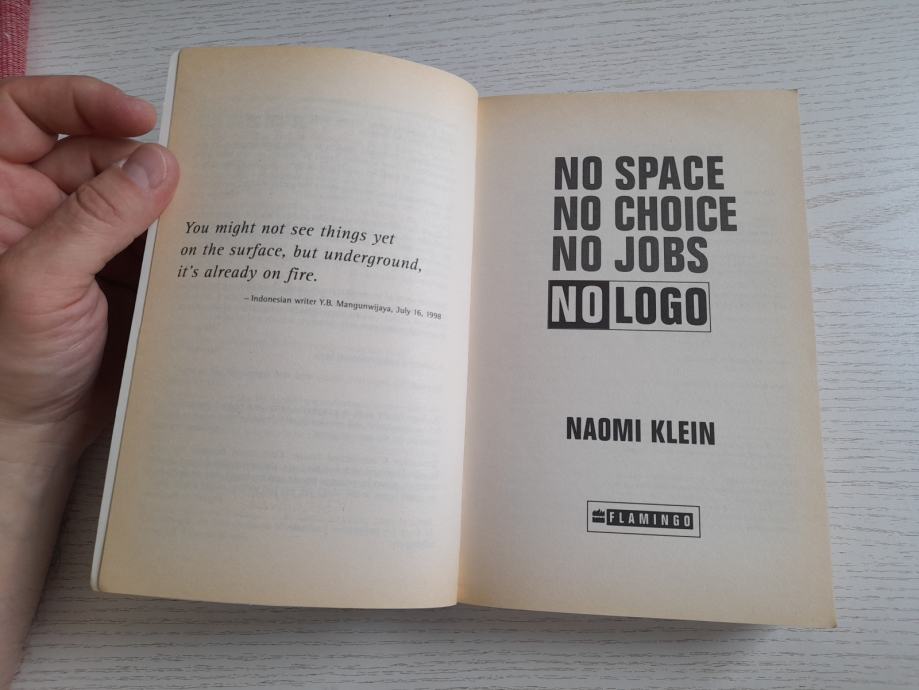 You might not see things yet
on the surface, but underground,
it's already on fire.
– Indonesian writer Y.B. Mangunwijaya, July 16, 1998
NO SPACE
NO CHOICE
NO JOBS
NO LOGO
NAOMI KLEIN
FLAMINGO